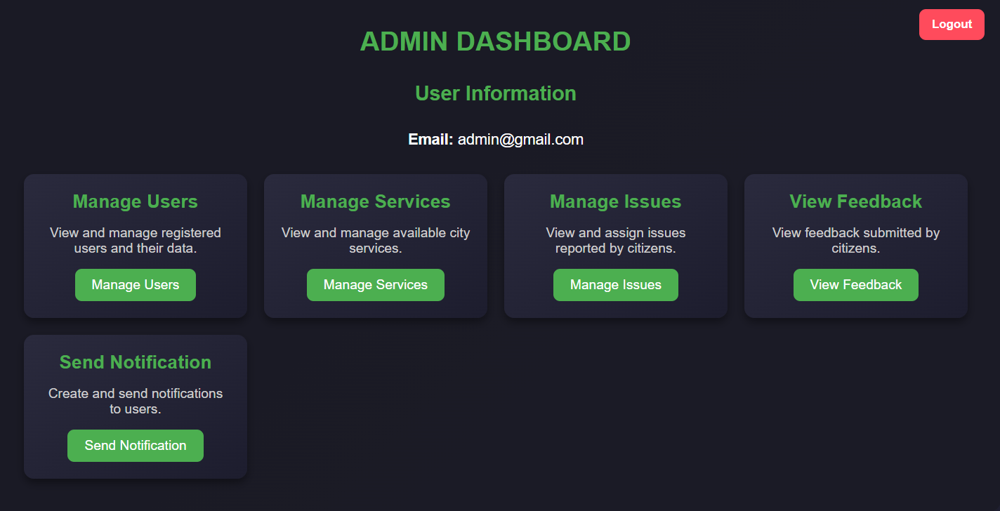 Logout
ADMIN DASHBOARD
User Information
Email: admin@gmail.com
Manage Users
View and manage registered
users and their data.
Manage Users
Manage Services
View and manage available city
services.
Manage Services
Manage Issues
View and assign issues
reported by citizens.
Manage Issues
View Feedback
View feedback submitted by
citizens.
View Feedback
Send Notification
Create and send notifications
to users.
Send Notification